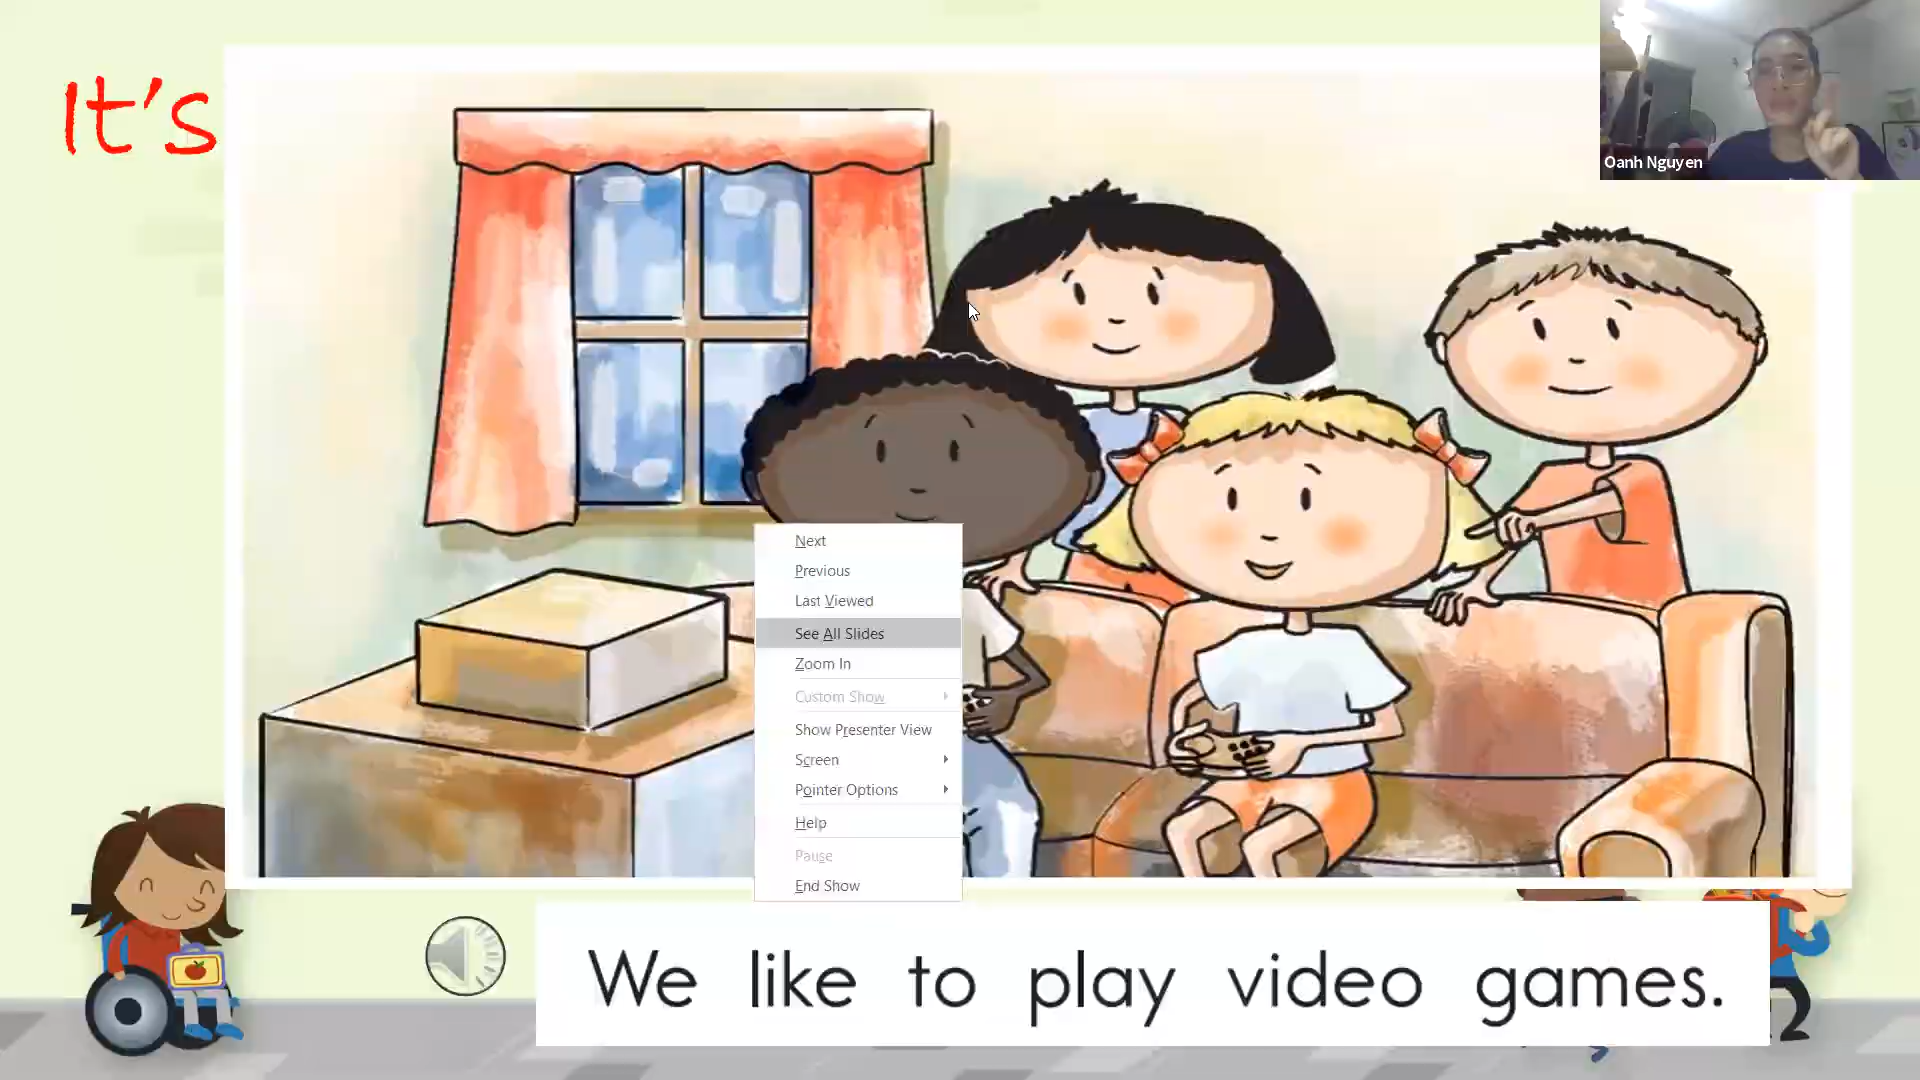 It's
Oanh Nguyen
Next
Previous
Last Viewed
See All Slides
Zoom In
Custom Show
Show Presenter View
Screen
Pointer Options
Help
Pause
End Show
We like to play video games.